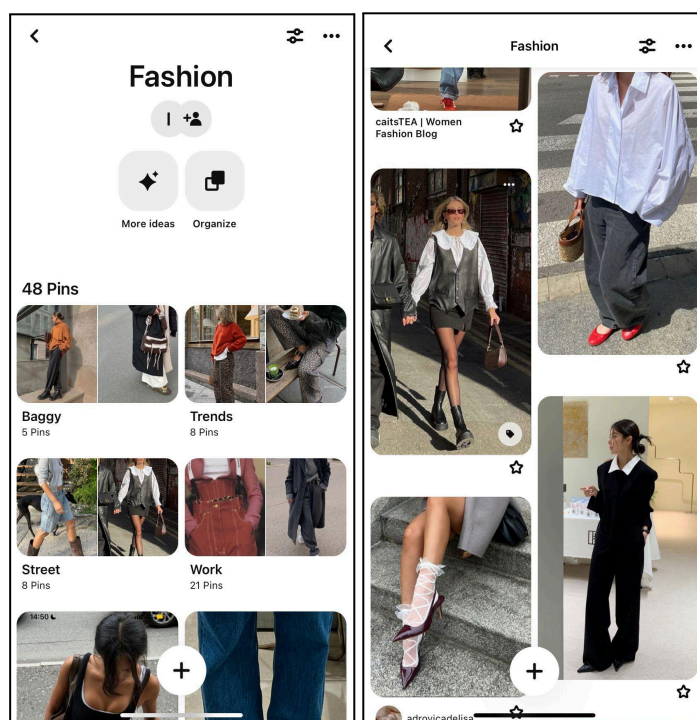 Fashion
More ideas
Organize
48 Pins
Baggy
5 Pins
Trends
8 Pins
Street
8 Pins
Work
21 Pins
14:50
Fashion
caitsTEA | Women
Fashion Blog
adrovicadelisa